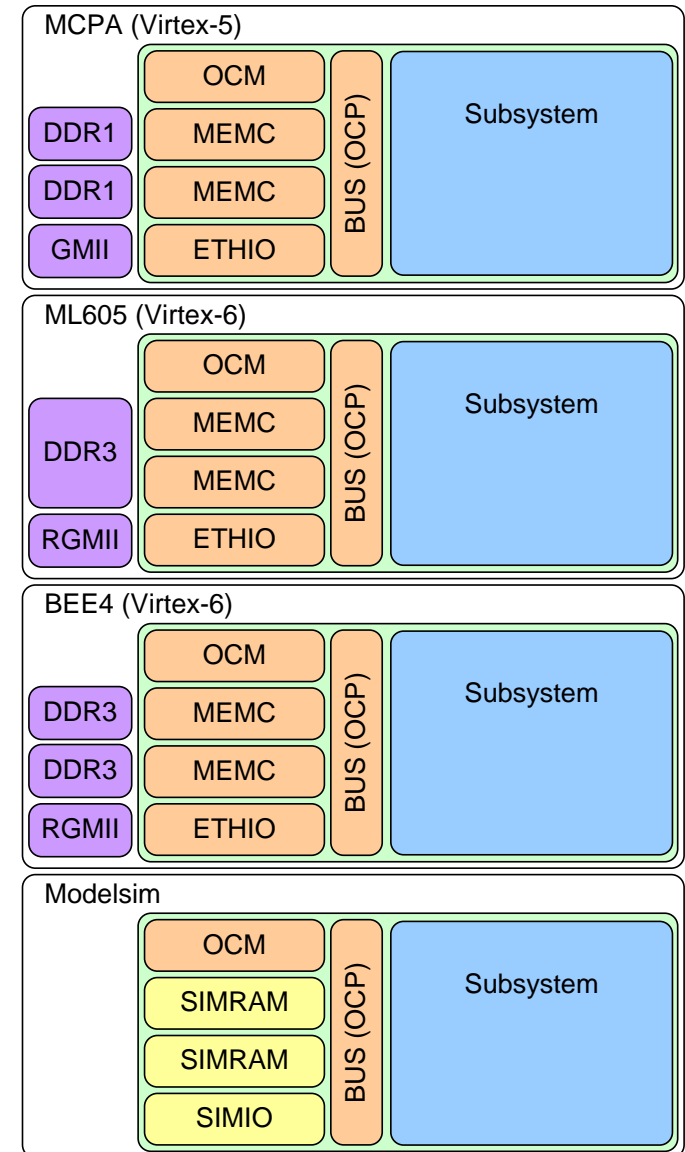 MCPA (Virtex-5)
OCM
DDR1
MEMC
DDR1
MEMC
GMII
ETHIO
BUS (OCP)
Subsystem
ML605 (Virtex-6)
OCM
DDR3
MEMC
MEMC
RGMII
ETHIO
BUS (OCP)
Subsystem
BEE4 (Virtex-6)
OCM
DDR3
MEMC
DDR3
MEMC
RGMII
ETHIO
BUS (OCP)
Subsystem
Modelsim
OCM
SIMRAM
SIMRAM
SIMIO
BUS (OCP)
Subsystem